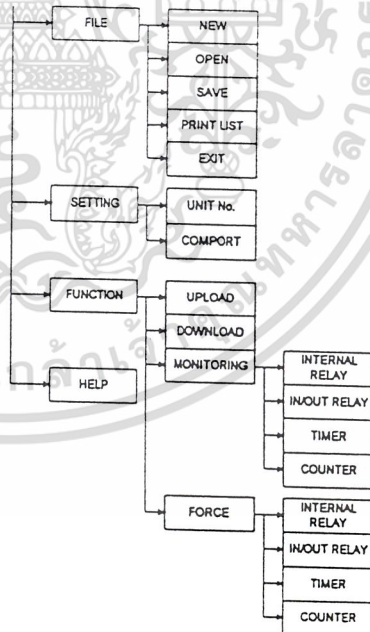 FILE
NEW
OPEN
SAVE
PRINT LIST
EXIT
SETTING
UNIT No.
COMPORT
FUNCTION
UPLOAD
DOWNLOAD
MONITORING
INTERNAL
RELAY
IN/OUT RELAY
TIMER
COUNTER
HELP
FORCE
INTERNAL
RELAY
IN/OUT RELAY
TIMER
COUNTER